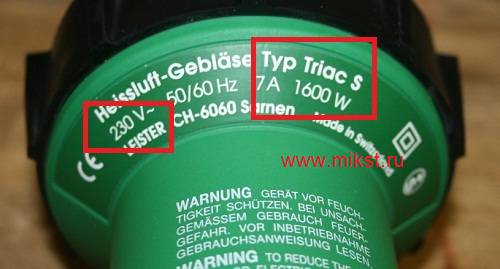 Heissluft-Gebläse Typ Triac S
230 V~ 50/60 Hz 7A 1600 W
CE LEISTER CH-6060 Sarnen Made in Switzerland
www.mikst.ru
WARNUNG GERÄT VOR FEUCH-
TIGKEIT SCHÜTZEN. BEI UNSACH-
GEMÄSSEM GEBRAUCH FEUER-
GEFAHR. VOR INBETRIEBNAHME
GEBRAUCHSANWEISUNG LESEN
WARNING TO REDUCE THE